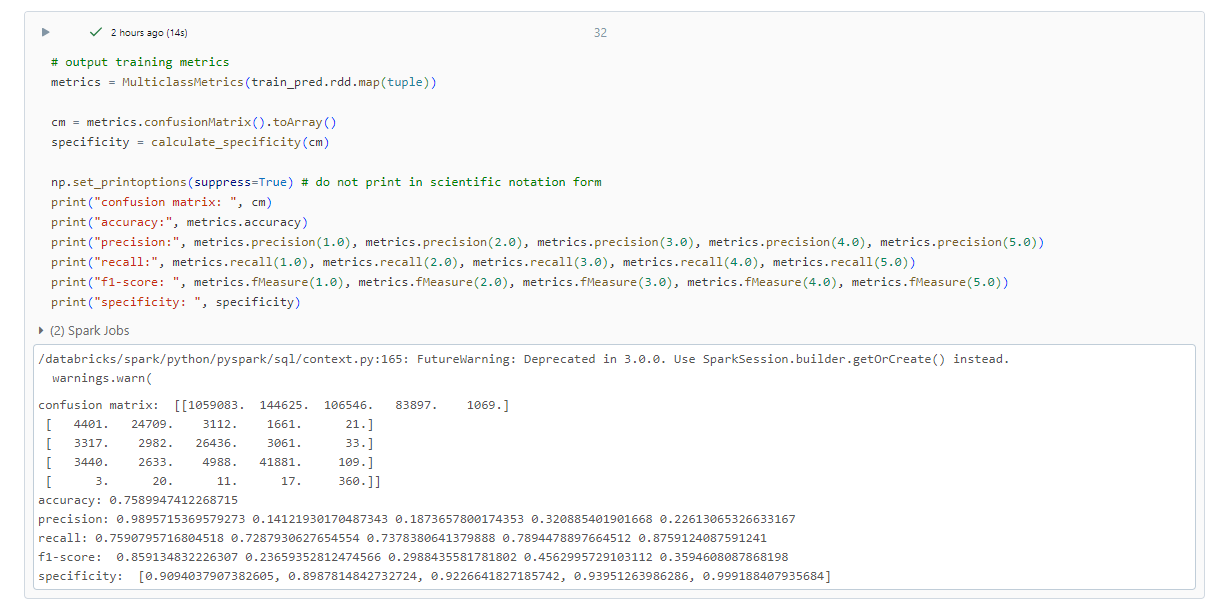 2 hours ago (14s)
32
# output training metrics
metrics = MulticlassMetrics(train_pred.rdd.map(tuple))
cm = metrics.confusionMatrix().toArray()
specificity = calculate_specificity(cm)
np.set_printoptions(suppress=True) # do not print in scientific notation form
print("confusion matrix: ", cm)
print("accuracy:", metrics.accuracy)
print("precision:", metrics.precision(1.0), metrics.precision(2.0), metrics.precision(3.0), metrics.precision(4.0), metrics.precision(5.0))
print("recall:", metrics.recall(1.0), metrics.recall(2.0), metrics.recall(3.0), metrics.recall(4.0), metrics.recall(5.0))
print("f1-score: ", metrics.fMeasure(1.0), metrics.fMeasure(2.0), metrics.fMeasure(3.0), metrics.fMeasure(4.0), metrics.fMeasure(5.0))
print("specificity: ", specificity)
(2) Spark Jobs
/databricks/spark/python/pyspark/sql/context.py:165: FutureWarning: Deprecated in 3.0.0. Use SparkSession.builder.getOrCreate() instead.
  warnings.warn(
confusion matrix:  [[1059083.  144625.  106546.   83897.    1069.]
 [   4401.   24709.    3112.    1661.      21.]
 [   3317.    2982.   26436.    3061.      33.]
 [   3440.    2633.    4988.   41881.     109.]
 [      3.      20.      11.      17.     360.]]
accuracy: 0.7589947412268715
precision: 0.9895715369579273 0.14121930170487343 0.1873657800174353 0.320885401901668 0.22613065326633167
recall: 0.7590795716804518 0.7287930627654554 0.7378380641379888 0.7894478897664512 0.8759124087591241
f1-score:  0.859134832226307 0.23659352812474566 0.2988435581781802 0.4562995729103112 0.3594608087868198
specificity:  [0.9094037907382605, 0.8987814842732724, 0.9226641827185742, 0.93951263986286, 0.999188407935684]